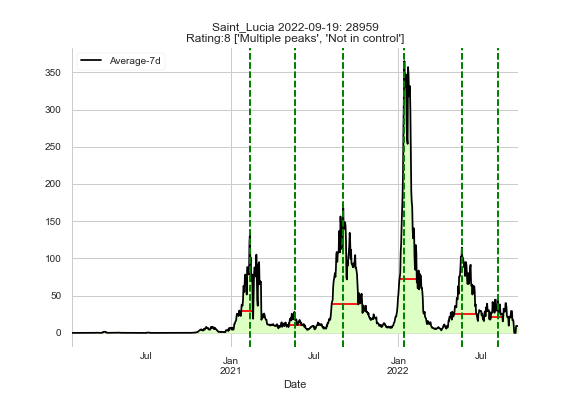 Saint_Lucia 2022-09-19: 28959
Rating:8 ['Multiple peaks', 'Not in control']
Average-7d
350
300
250
200
150
100
50
0
Jul
Jan
2021
Jul
Jan
2022
Jul
Date